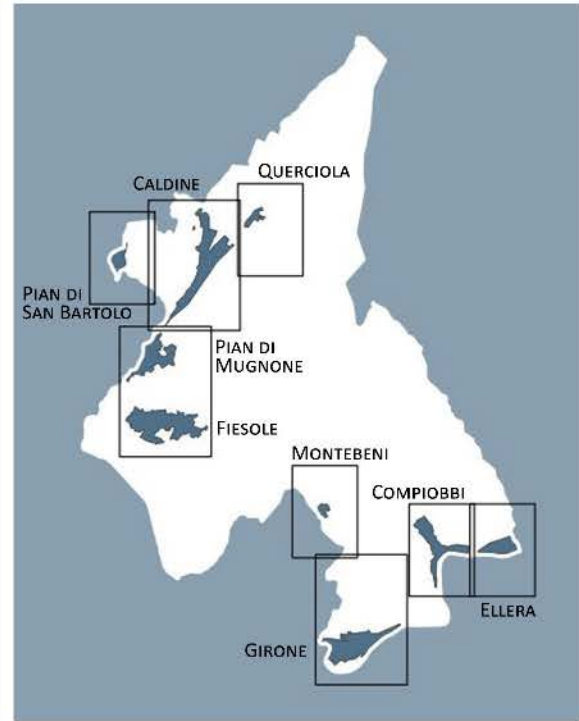 QUERCIOLA
CALDINE
PIAN DI
SAN BARTOLO
PIAN DI
MUGNONE
FIESOLE
MONTEBENI
COMPIOBBI
ELLERA
GIRONE